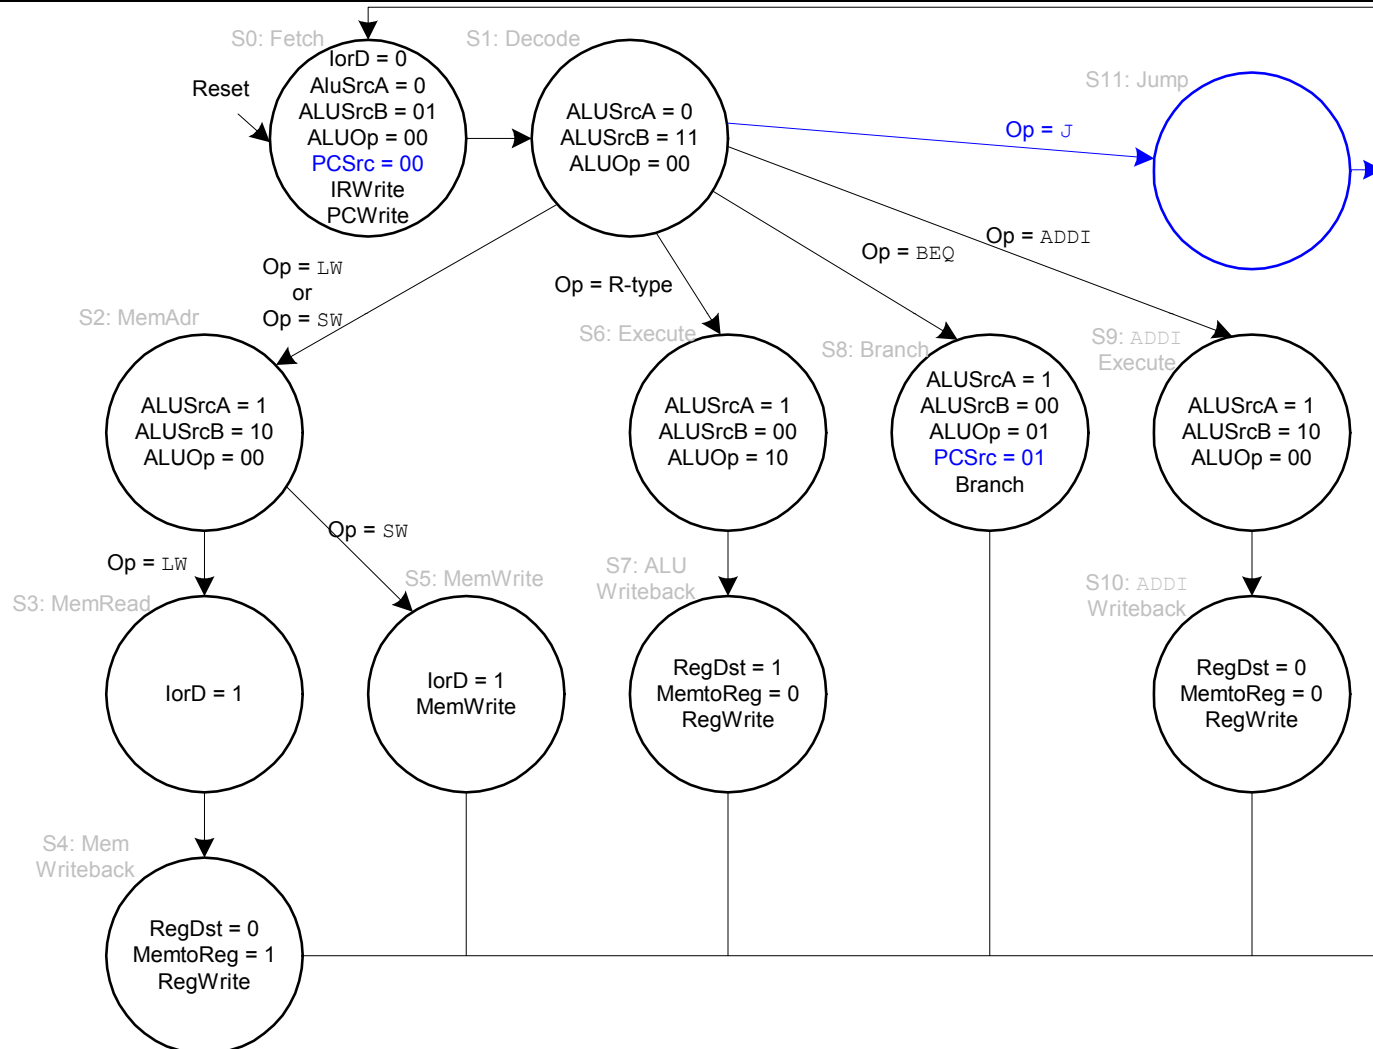 S0: Fetch
IorD = 0
AluSrcA = 0
ALUSrcB = 01
ALUOp = 00
PCSrc = 00
IRWrite
PCWrite
Reset
S1: Decode
ALUSrcA = 0
ALUSrcB = 11
ALUOp = 00
S11: Jump
Op = J
Op = ADDI
Op = BEQ
Op = R-type
Op = LW
or
Op = SW
S2: MemAdr
ALUSrcA = 1
ALUSrcB = 10
ALUOp = 00
S6: Execute
ALUSrcA = 1
ALUSrcB = 00
ALUOp = 10
S8: Branch
ALUSrcA = 1
ALUSrcB = 00
ALUOp = 01
PCSrc = 01
Branch
S9: ADDI
Execute
ALUSrcA = 1
ALUSrcB = 10
ALUOp = 00
Op = SW
Op = LW
S3: MemRead
IorD = 1
S5: MemWrite
IorD = 1
MemWrite
S7: ALU
Writeback
RegDst = 1
MemtoReg = 0
RegWrite
S10: ADDI
Writeback
RegDst = 0
MemtoReg = 0
RegWrite
S4: Mem
Writeback
RegDst = 0
MemtoReg = 1
RegWrite